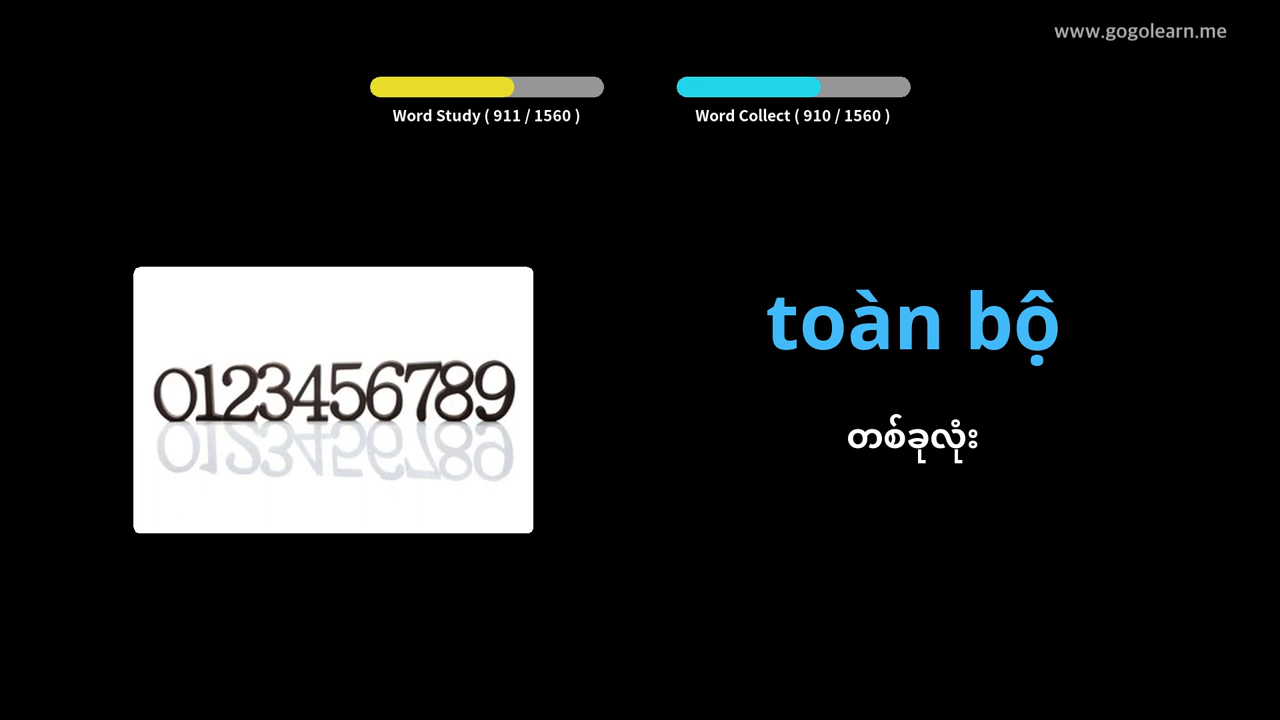 www.gogolearn.me
Word Study ( 911 / 1560 )
Word Collect ( 910 / 1560 )
0123456789
toàn bộ
တစ်ခုလုံး